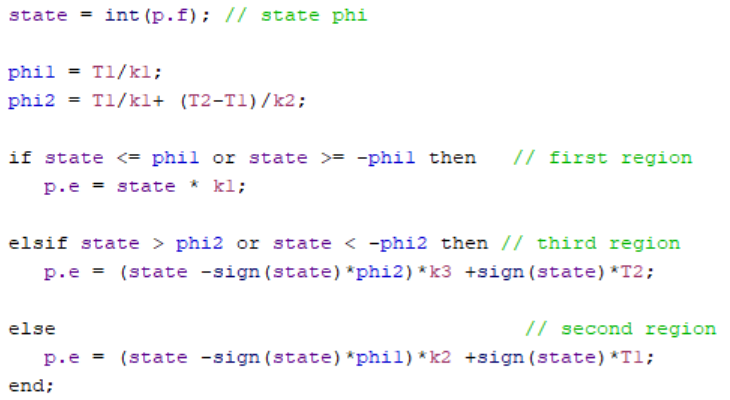 state = int(p.f); // state phi
phi1 = T1/k1;
phi2 = T1/k1+ (T2-T1)/k2;
if state <= phi1 or state >= -phi1 then // first region
p.e = state * k1;
elsif state > phi2 or state < -phi2 then // third region
p.e = (state -sign(state)*phi2)*k3 +sign(state)*T2;
else // second region
p.e = (state -sign(state)*phi1)*k2 +sign(state)*T1;
end;